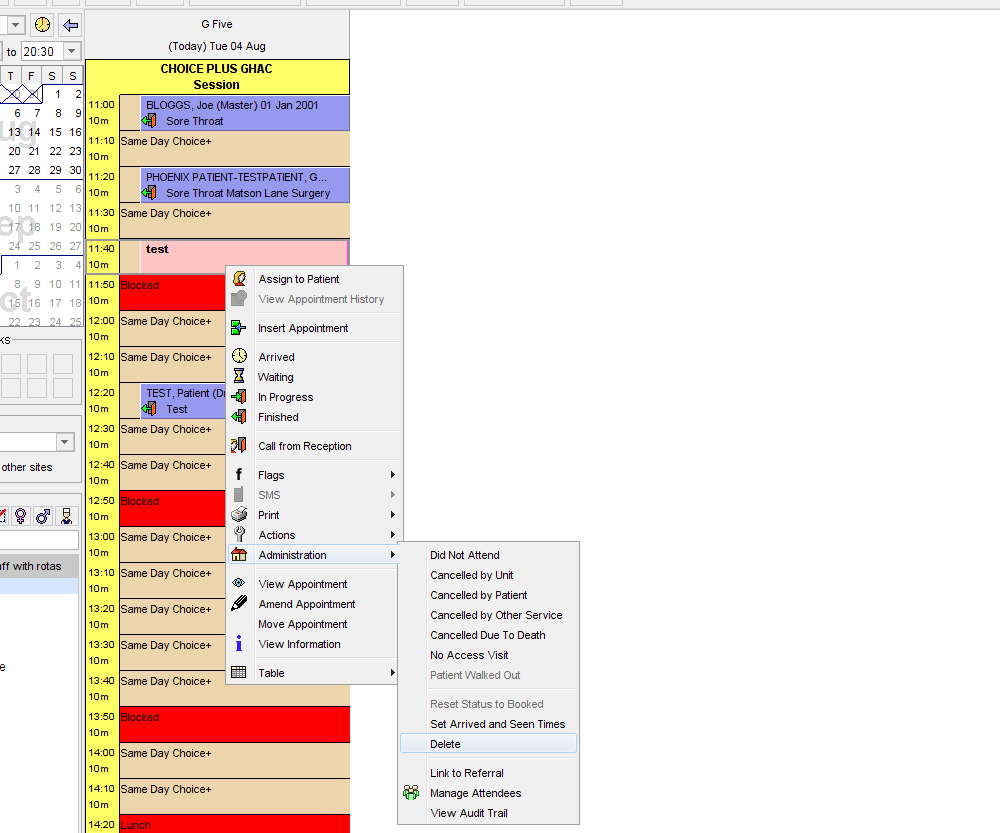 G Five
(Today) Tue 04 Aug
to 20:30
CHOICE PLUS GHAC
Session
T F S S
30 31 1 2
6 7 8 9
13 14 15 16
20 21 22 23
27 28 29 30
3 4 5 6
10 11 12 13
17 18 19 20
24 25 26 27
1 2 3 4
8 9 10 11
15 16 17 18
22 23 24 25
other sites
ff with rotas
11:00 BLOGGS, Joe (Master) 01 Jan 2001
10m Sore Throat
11:10 Same Day Choice+
10m
11:20 PHOENIX PATIENT-TESTPATIENT, G...
10m Sore Throat Matson Lane Surgery
11:30 Same Day Choice+
10m
11:40 test
10m
11:50 Blocked
10m
12:00 Same Day Choice+
10m
12:10 Same Day Choice+
10m
12:20 TEST, Patient (D
10m Test
12:30 Same Day Choice+
10m
12:40 Same Day Choice+
10m
12:50 Blocked
10m
13:00 Same Day Choice+
10m
13:10 Same Day Choice+
10m
13:20 Same Day Choice+
10m
13:30 Same Day Choice+
10m
13:40 Same Day Choice+
10m
13:50 Blocked
10m
14:00 Same Day Choice+
10m
14:10 Same Day Choice+
10m
14:20 Lunch
Assign to Patient
View Appointment History
Insert Appointment
Arrived
Waiting
In Progress
Finished
Call from Reception
Flags
SMS
Print
Actions
Administration
View Appointment
Amend Appointment
Move Appointment
View Information
Table
Did Not Attend
Cancelled by Unit
Cancelled by Patient
Cancelled by Other Service
Cancelled Due To Death
No Access Visit
Patient Walked Out
Reset Status to Booked
Set Arrived and Seen Times
Delete
Link to Referral
Manage Attendees
View Audit Trail